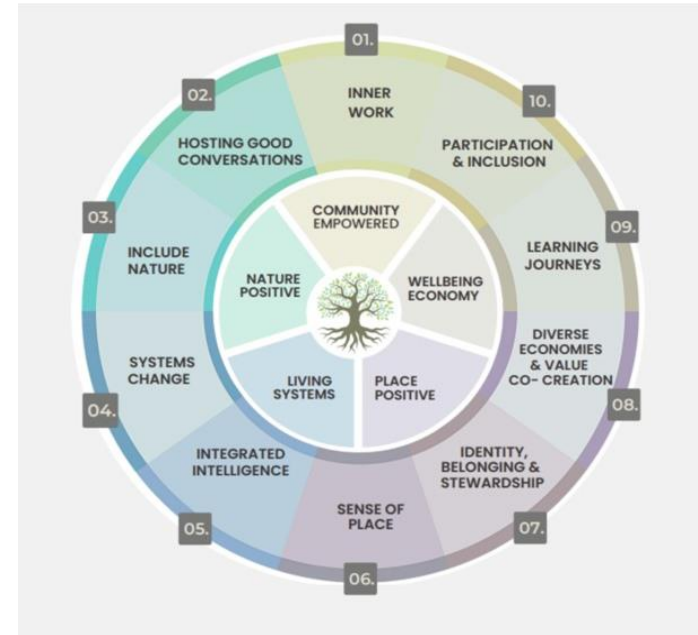 01.
INNER
WORK
02.
HOSTING GOOD
CONVERSATIONS
03.
INCLUDE
NATURE
04.
SYSTEMS
CHANGE
05.
INTEGRATED
INTELLIGENCE
06.
SENSE OF
PLACE
07.
IDENTITY,
BELONGING &
STEWARDSHIP
08.
DIVERSE
ECONOMIES
& VALUE
CO- CREATION
09.
LEARNING
JOURNEYS
10.
PARTICIPATION
& INCLUSION
COMMUNITY
EMPOWERED
NATURE
POSITIVE
LIVING
SYSTEMS
PLACE
POSITIVE
WELLBEING
ECONOMY